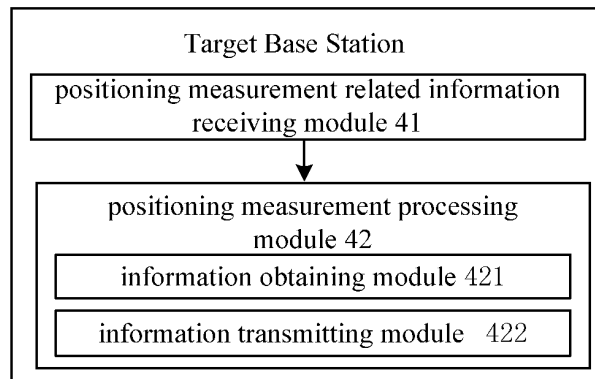 Target Base Station
positioning measurement related information
receiving module 41
positioning measurement processing
module 42
information obtaining module 421
information transmitting module 422